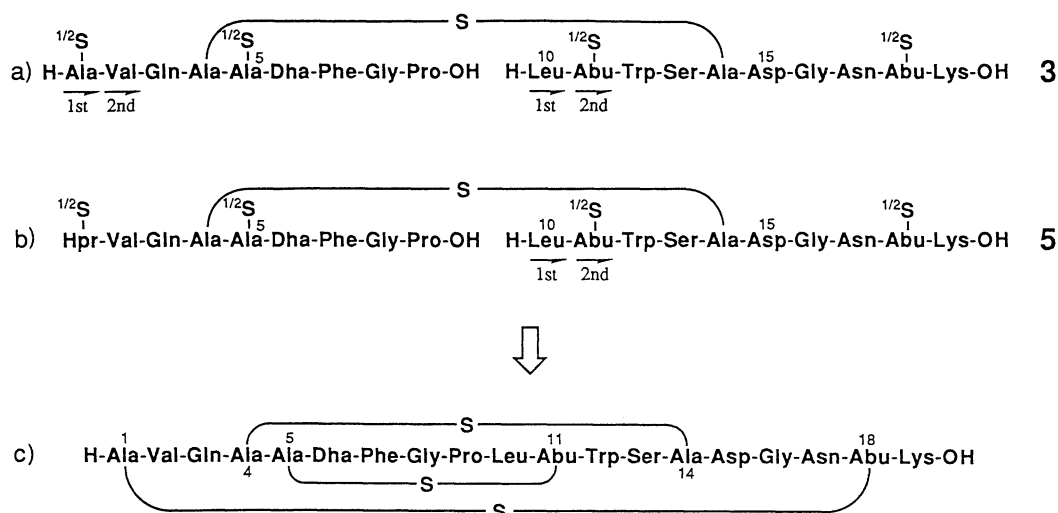 S
1/2S 1/2S 1/2S 1/2S
5 10 15
a) H-Ala-Val-Gln-Ala-Ala-Dha-Phe-Gly-Pro-OH H-Leu-Abu-Trp-Ser-Ala-Asp-Gly-Asn-Abu-Lys-OH 3
1st 2nd 1st 2nd
S
1/2S 1/2S 1/2S 1/2S
5 10 15
b) Hpr-Val-Gln-Ala-Ala-Dha-Phe-Gly-Pro-OH H-Leu-Abu-Trp-Ser-Ala-Asp-Gly-Asn-Abu-Lys-OH 5
1st 2nd
S
1 5 11 18
c) H-Ala-Val-Gln-Ala-Ala-Dha-Phe-Gly-Pro-Leu-Abu-Trp-Ser-Ala-Asp-Gly-Asn-Abu-Lys-OH
4 14
S
S